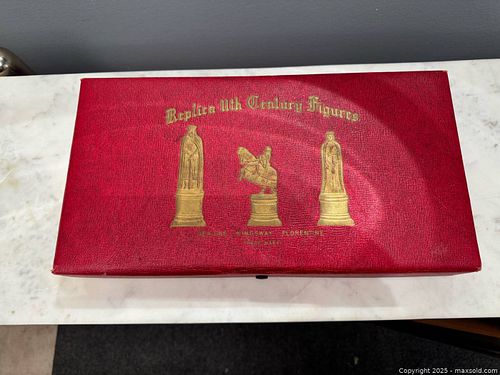 Replica 11th Century Figures
KINGSWAY FLORENTINE
Copyright 2025 - maxsold.com